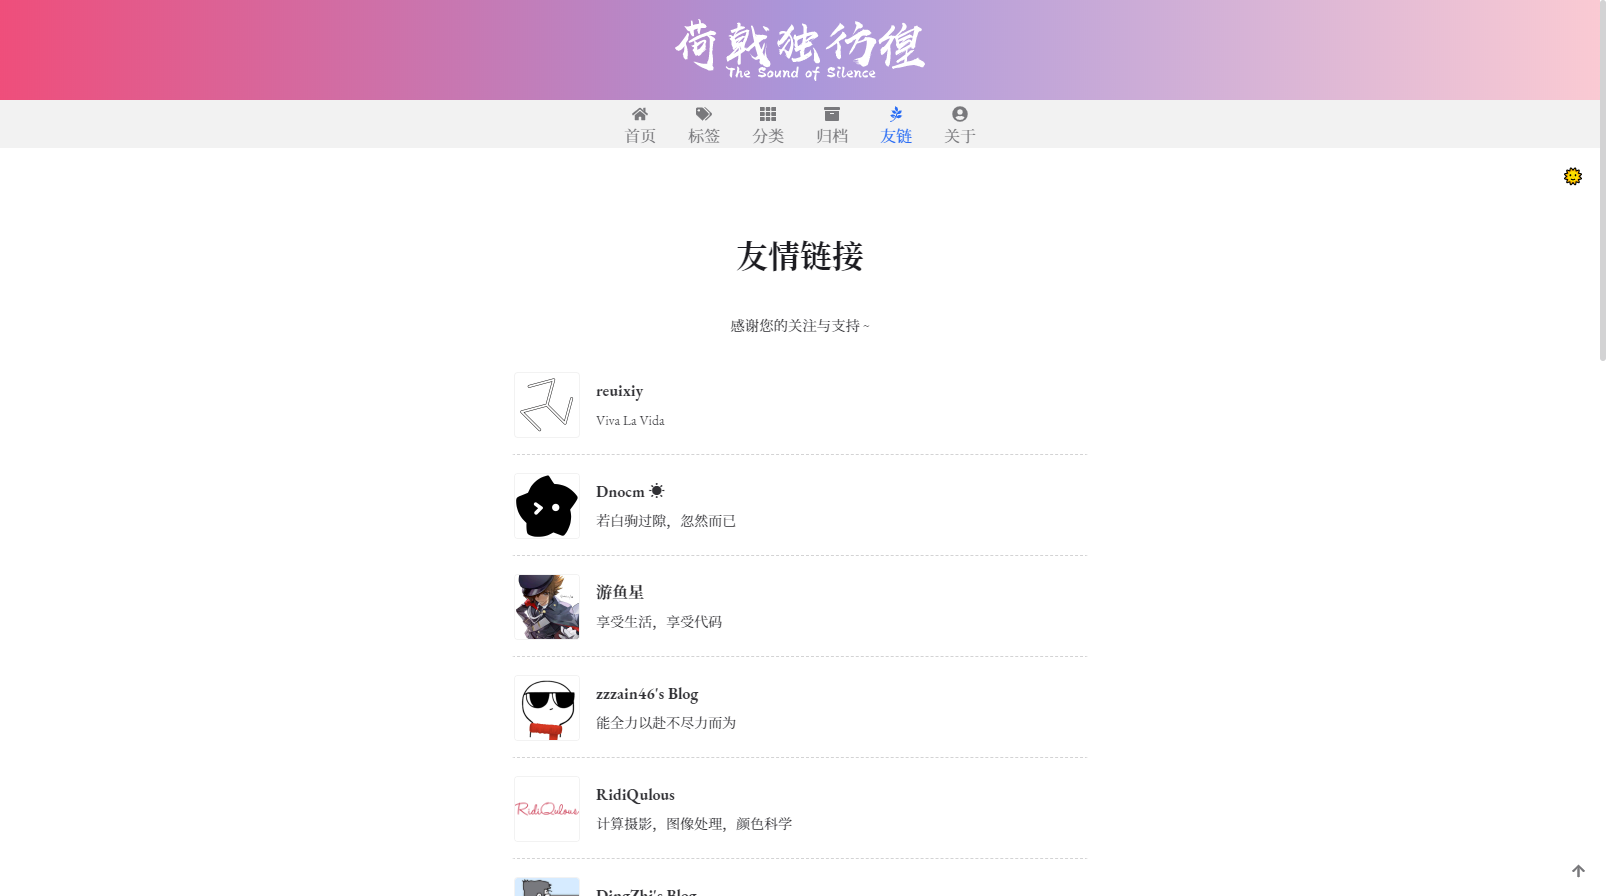 荷戟独彷徨
The Sound of Silence
首页 标签 分类 归档 友链 关于
友情链接
感谢您的关注与支持 ~
reuixiy
Viva La Vida
Dnocm ☀
若白驹过隙，忽然而已
游鱼星
享受生活，享受代码
zzzain46's Blog
能全力以赴不尽力而为
RidiQulous
RidiQulous
计算摄影，图像处理，颜色科学
DingZhi's Blog